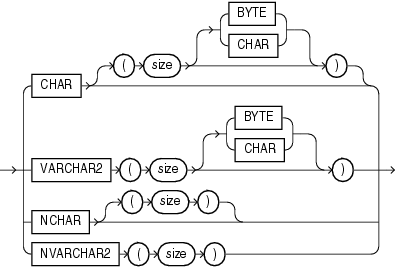 BYTE
CHAR
CHAR ( size )
BYTE
CHAR
VARCHAR2 ( size )
NCHAR ( size )
NVARCHAR2 ( size )